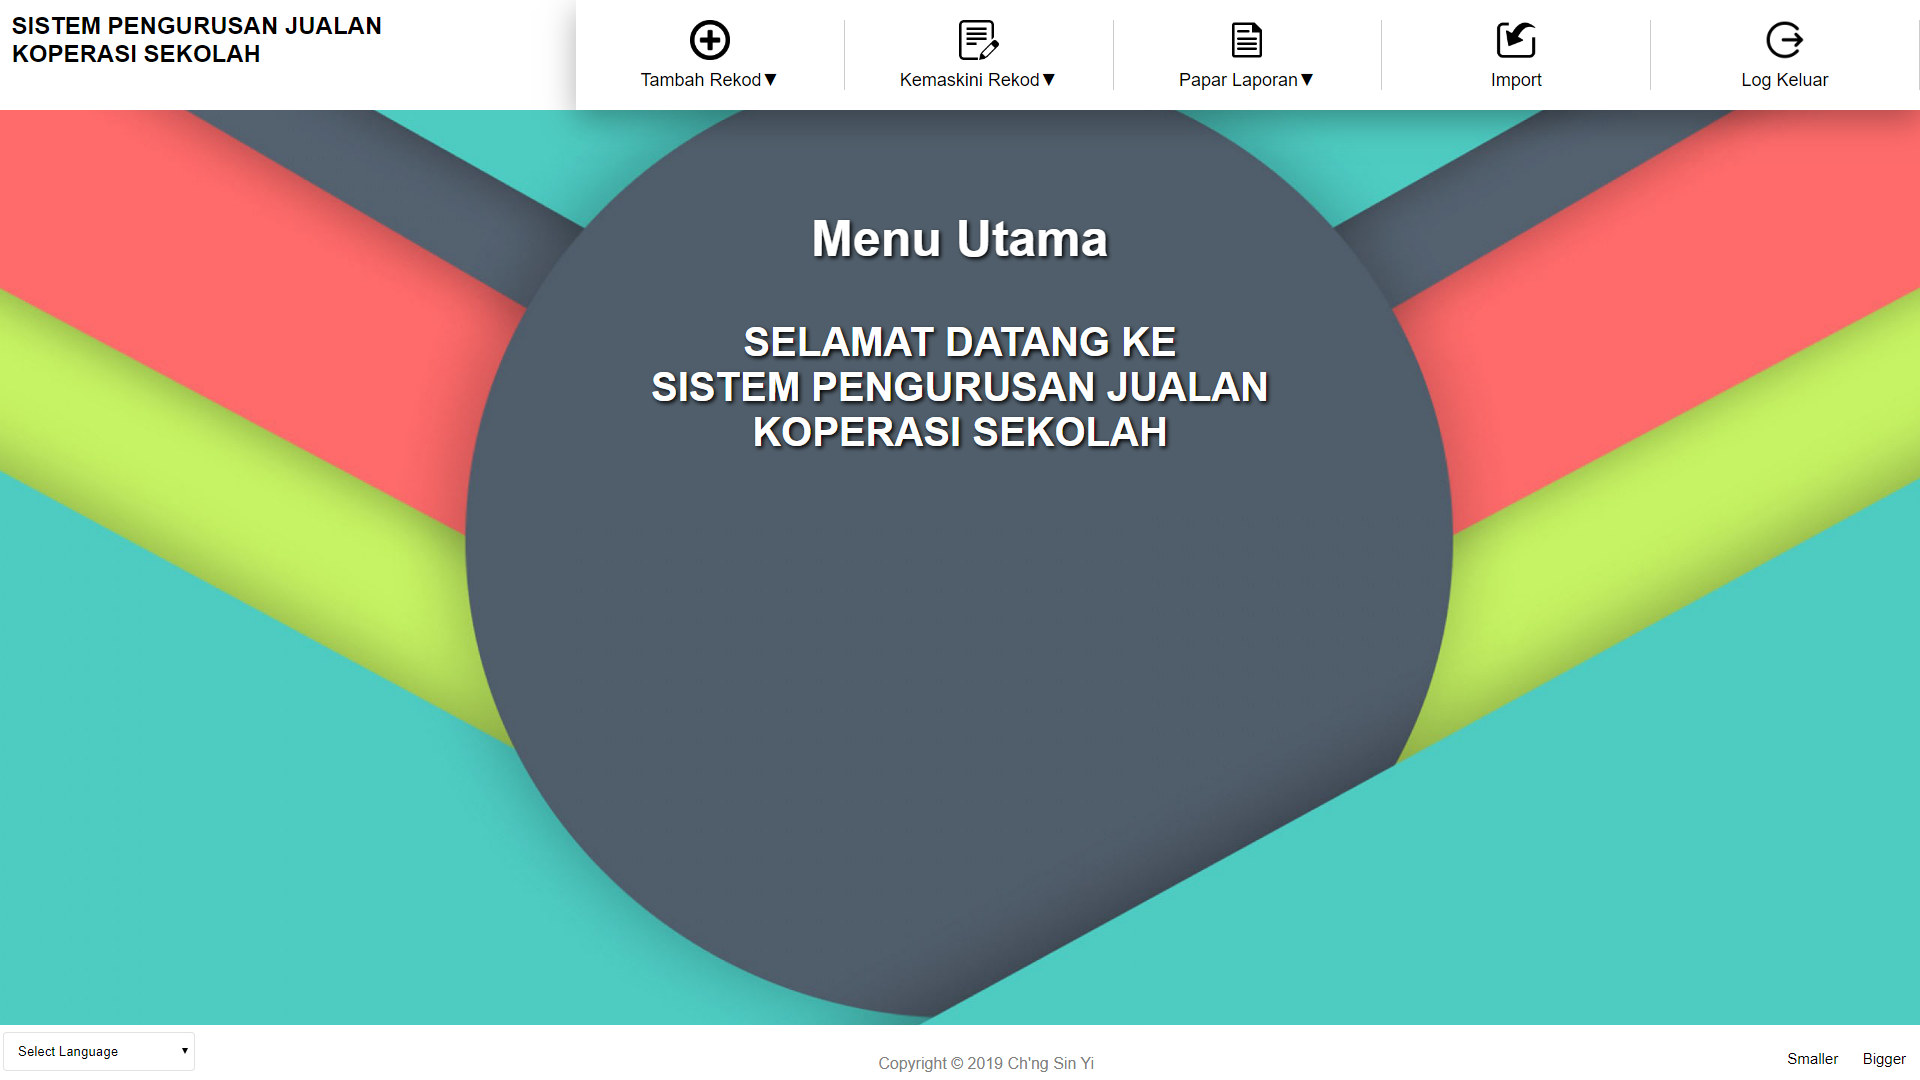 SISTEM PENGURUSAN JUALAN
KOPERASI SEKOLAH
Tambah Rekod▼
Kemaskini Rekod▼
Papar Laporan▼
Import
Log Keluar
Menu Utama
SELAMAT DATANG KE
SISTEM PENGURUSAN JUALAN
KOPERASI SEKOLAH
Select Language
Copyright © 2019 Ch'ng Sin Yi
Smaller
Bigger